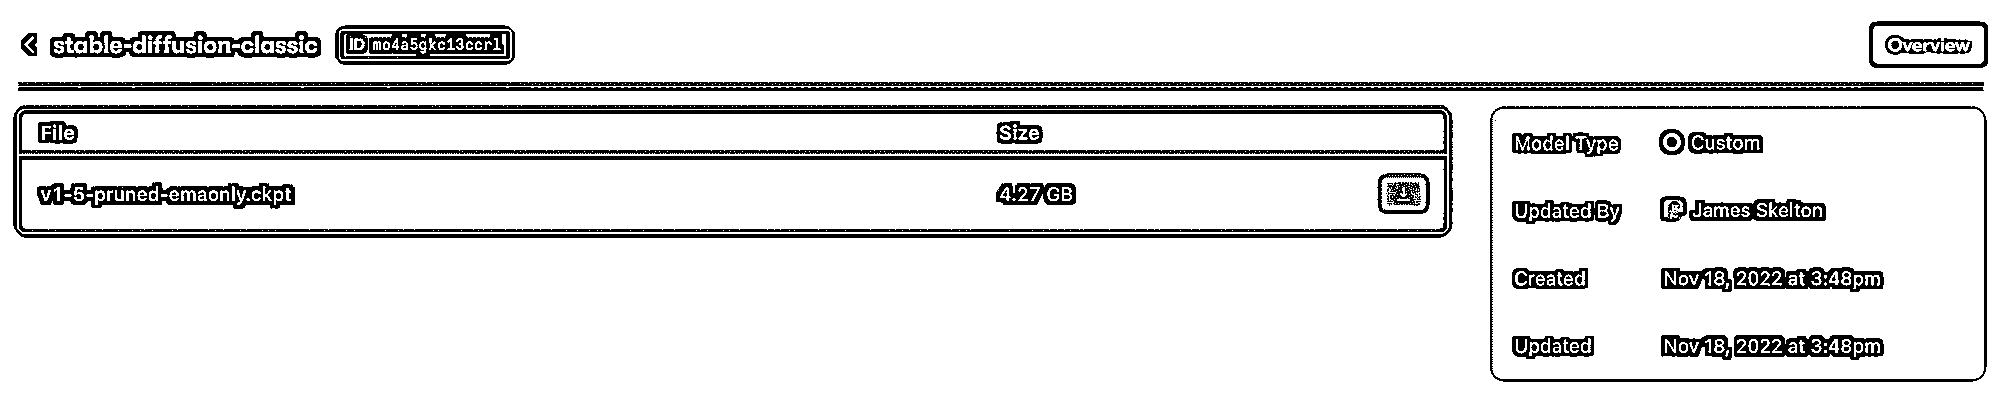 stable-diffusion-classic ID mo4a5gkc13ccrl Overview
File Size
v1-5-pruned-emaonly.ckpt 4.27 GB
Model Type Custom
Updated By James Skelton
Created Nov 18, 2022 at 3:48pm
Updated Nov 18, 2022 at 3:48pm